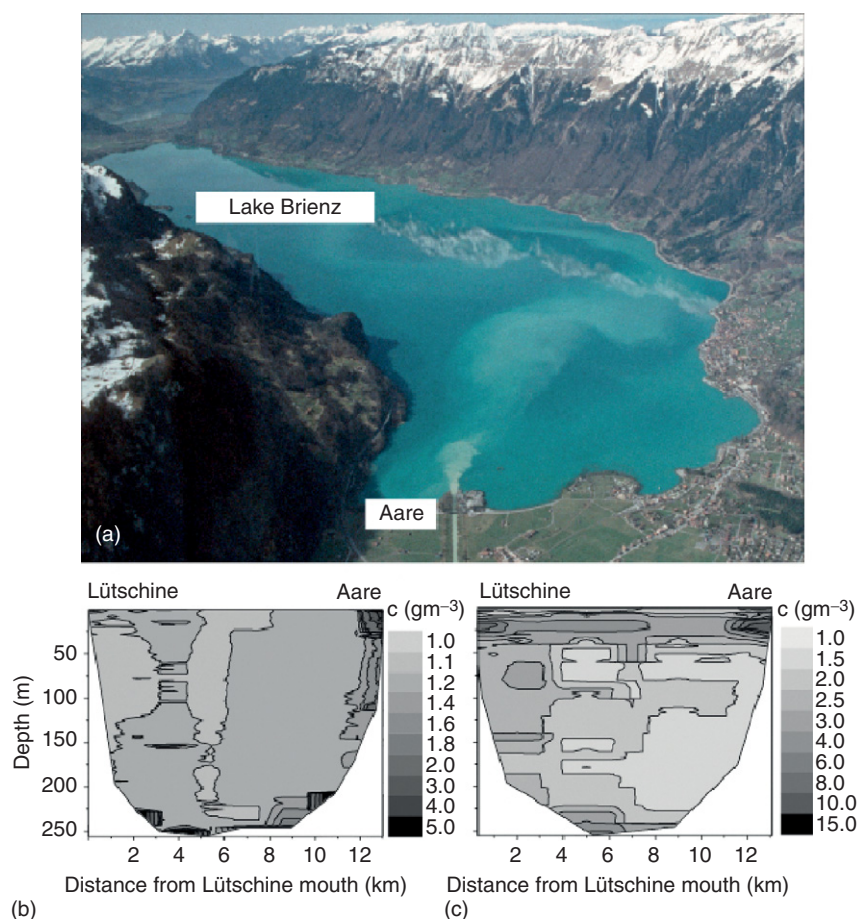 Lake Brienz
Aare
(a)
Lütschine Aare
c (gm⁻³)
1.0
1.1
1.2
1.4
1.6
1.8
2.0
3.0
4.0
5.0
50
100
150
200
250
Depth (m)
2 4 6 8 10 12
Distance from Lütschine mouth (km)
(b)
Lütschine Aare
c (gm⁻³)
1.0
1.5
2.0
2.5
3.0
4.0
6.0
8.0
10.0
15.0
2 4 6 8 10 12
Distance from Lütschine mouth (km)
(c)